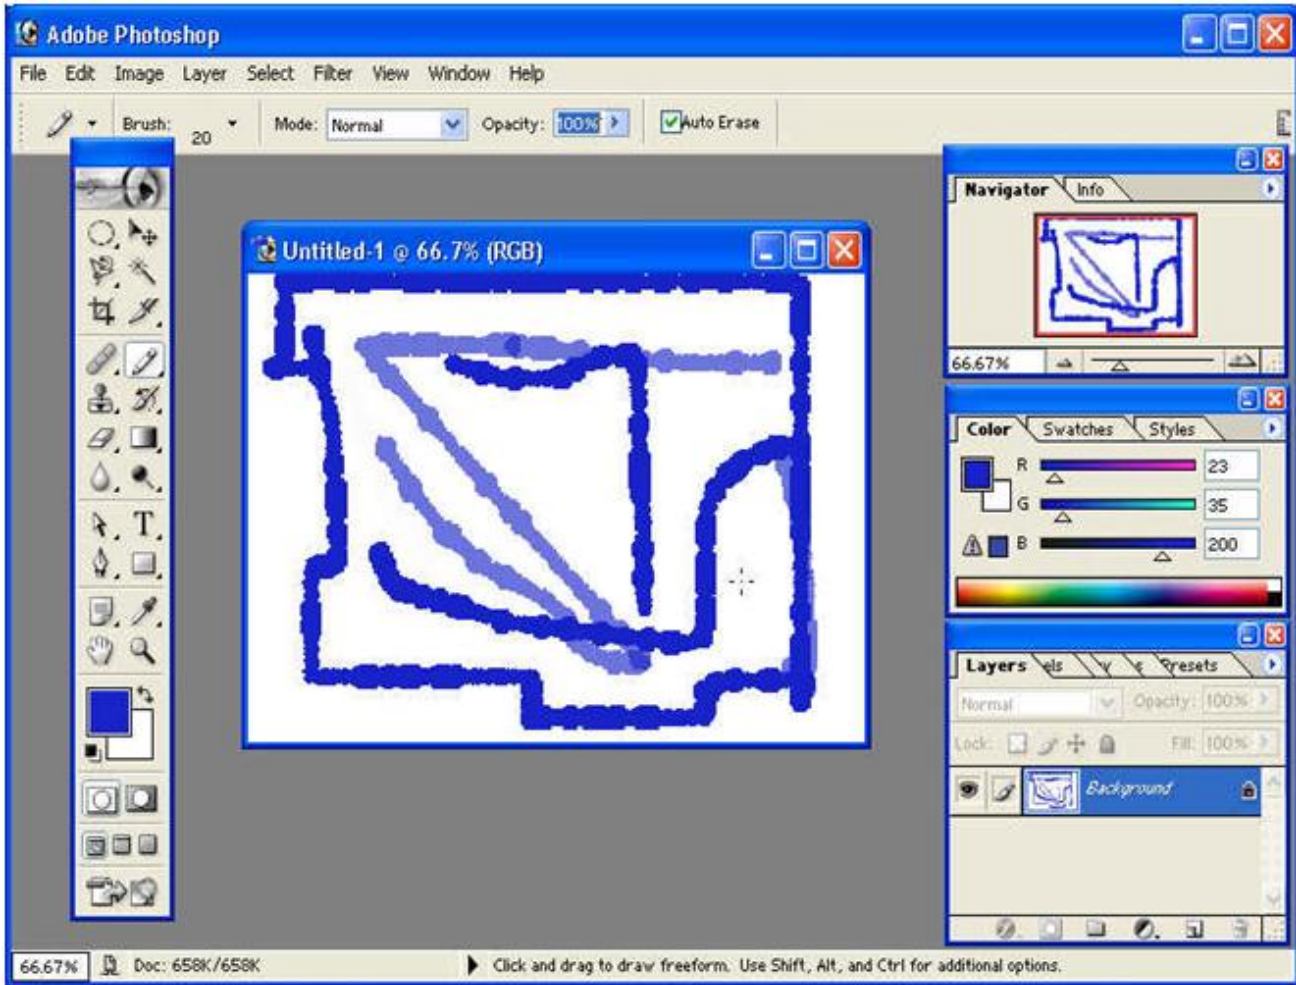 Adobe Photoshop
File Edit Image Layer Select Filter View Window Help
Brush: 20 Mode: Normal Opacity: 100% Auto Erase
Untitled-1 @ 66.7% (RGB)
Navigator Info
66.67%
Color Swatches Styles
R 23
G 35
B 200
Layers els Presets
Normal Opacity: 100%
Lock: Fill: 100%
Background
T
66.67% Doc: 658K/658K Click and drag to draw freeform. Use Shift, Alt, and Ctrl for additional options.